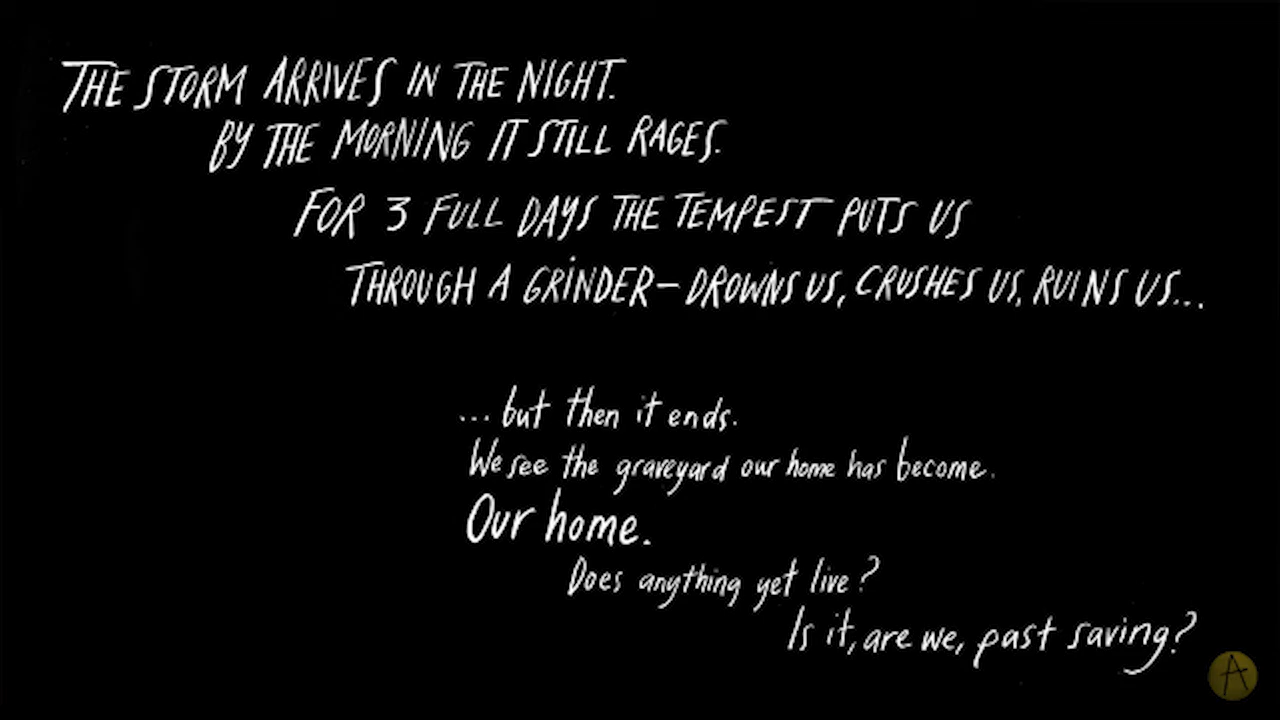 THE STORM ARRIVES IN THE NIGHT.
BY THE MORNING IT STILL RAGES.
FOR 3 FULL DAYS THE TEMPEST PUTS US
THROUGH A GRINDER—DROWNS US, CRUSHES US, RUINS US...
...but then it ends.
We see the graveyard our home has become.
Our home.
Does anything yet live?
Is it, are we, past saving?
A